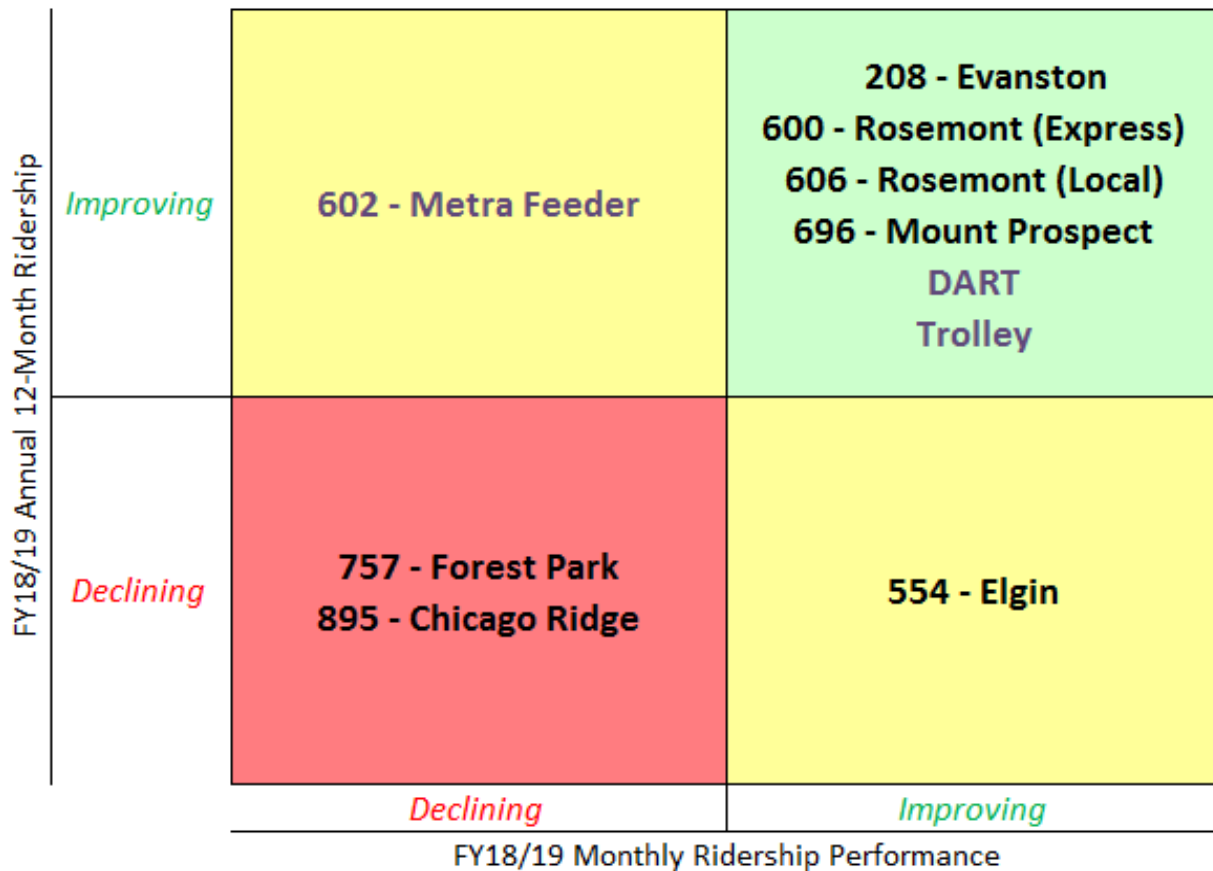 FY18/19 Annual 12-Month Ridership
Improving
602 - Metra Feeder
208 - Evanston
600 - Rosemont (Express)
606 - Rosemont (Local)
696 - Mount Prospect
DART
Trolley
Declining
757 - Forest Park
895 - Chicago Ridge
554 - Elgin
Declining
Improving
FY18/19 Monthly Ridership Performance